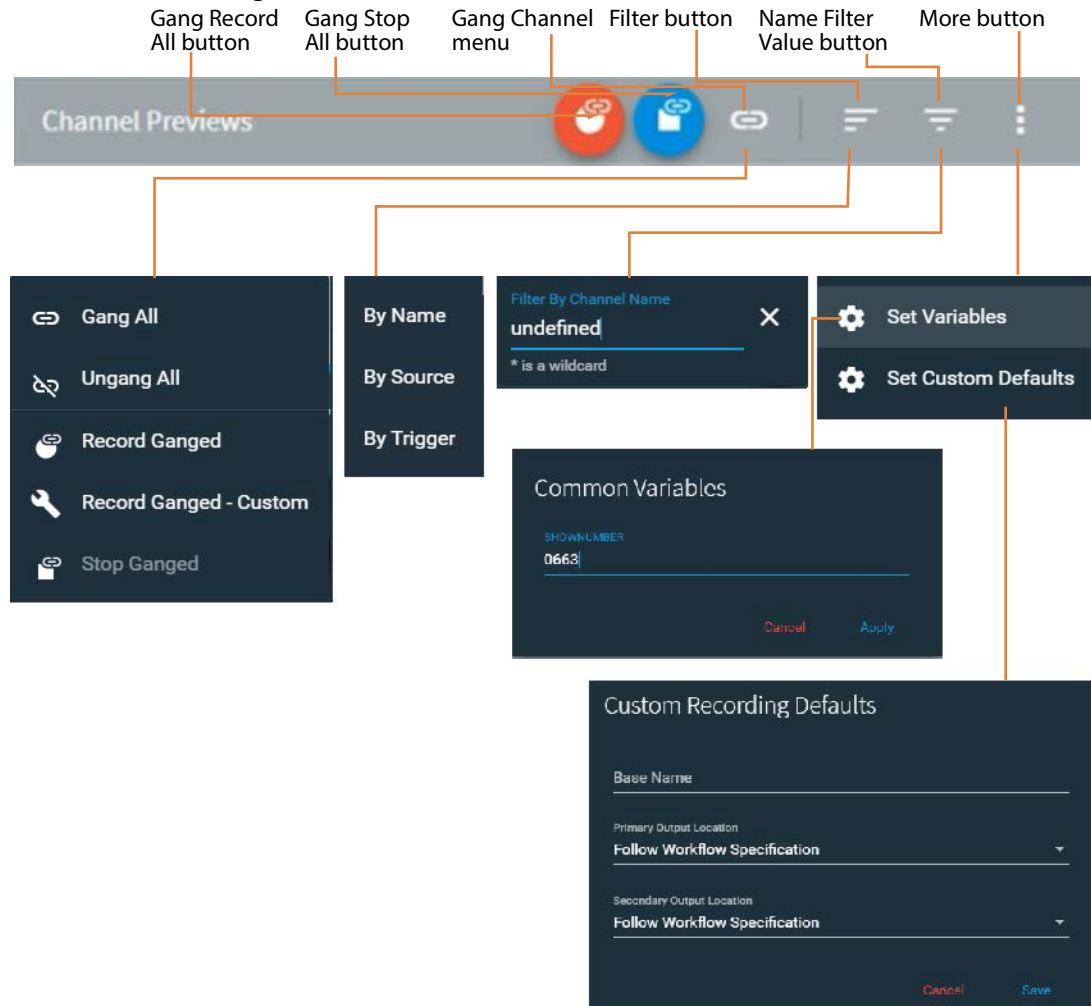 Gang Record
All button
Gang Stop
All button
Gang Channel
menu
Filter button
Name Filter
Value button
More button
Channel Previews
Gang All
Ungang All
Record Ganged
Record Ganged - Custom
Stop Ganged
By Name
By Source
By Trigger
Filter By Channel Name
undefined
* is a wildcard
Set Variables
Set Custom Defaults
Common Variables
SHOWNUMBER
0663
Cancel
Apply
Custom Recording Defaults
Base Name
Primary Output Location
Follow Workflow Specification
Secondary Output Location
Follow Workflow Specification
Cancel
Save